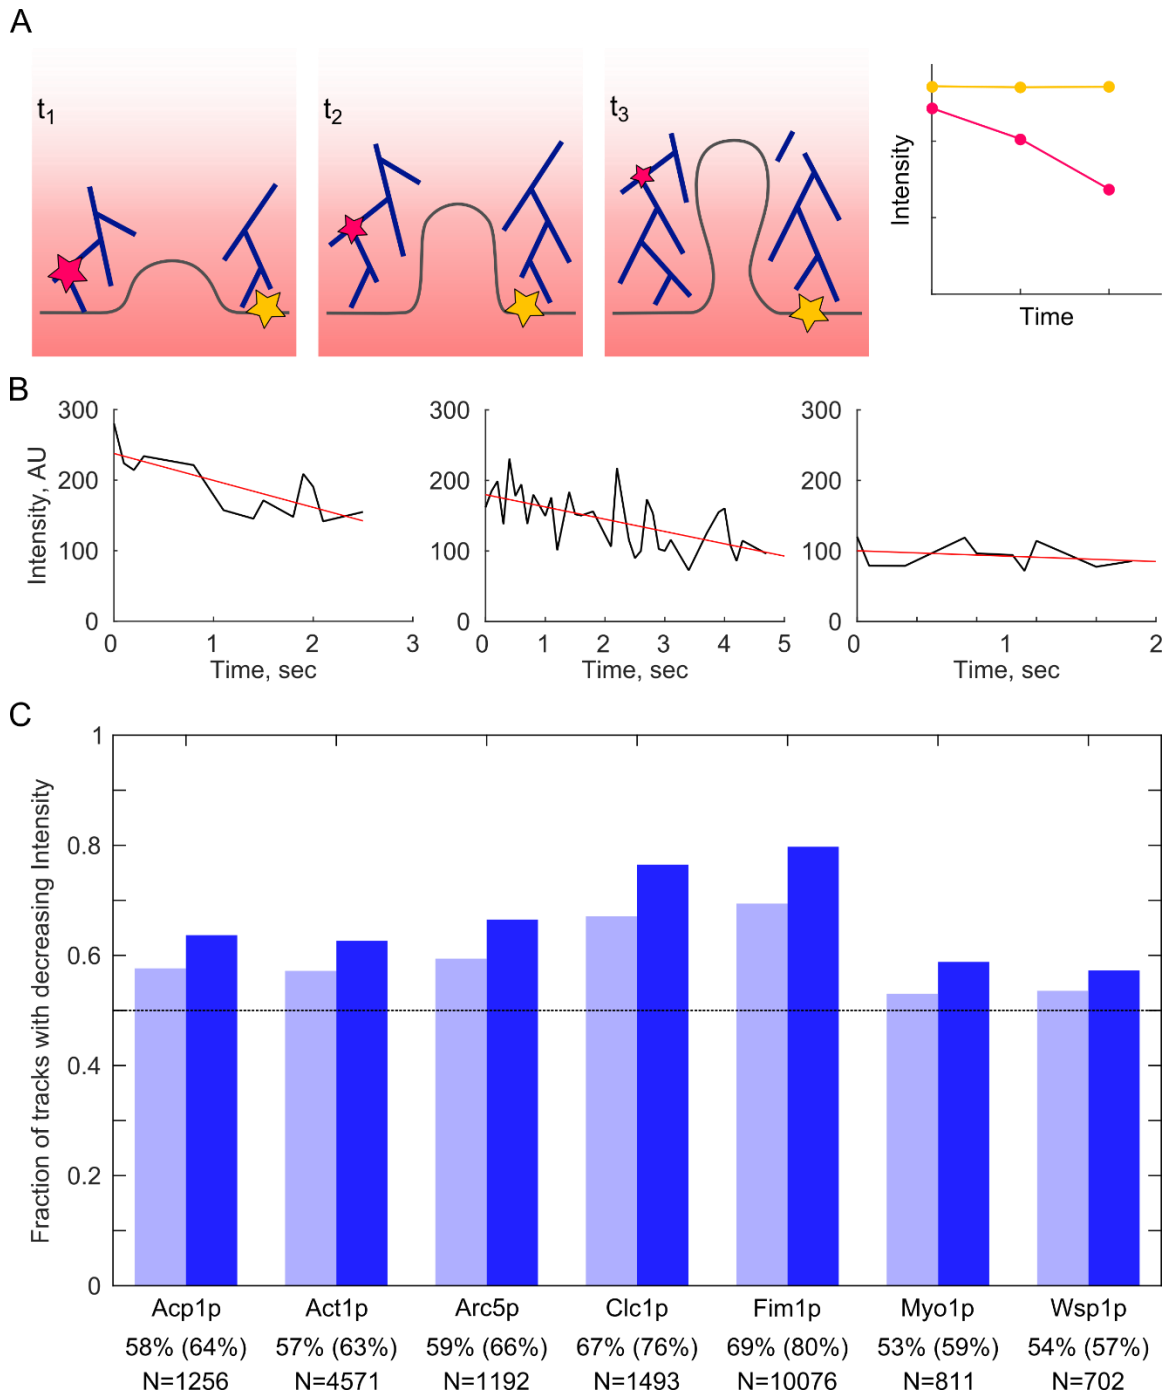 A
t1
t2
t3
Intensity
Time
B
300
200
100
0
Intensity, AU
0 1 2 3
Time, sec
300
200
100
0
0 1 2 3 4 5
Time, sec
300
200
100
0
0 1 2
Time, sec
C
1
0.8
0.6
0.4
0.2
0
Fraction of tracks with decreasing Intensity
Acp1p Act1p Arc5p Clc1p Fim1p Myo1p Wsp1p
58% (64%) 57% (63%) 59% (66%) 67% (76%) 69% (80%) 53% (59%) 54% (57%)
N=1256 N=4571 N=1192 N=1493 N=10076 N=811 N=702